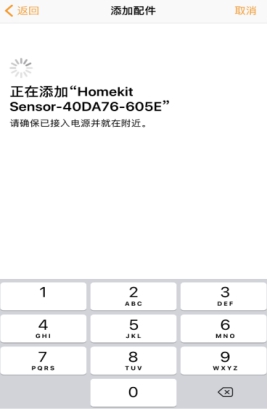 返回 添加配件 取消
正在添加“Homekit
Sensor-40DA76-605E”
请确保已接入电源并就在附近。
1 2 3
ABC DEF
4 5 6
GHI JKL MNO
7 8 9
PQRS TUV WXYZ
0